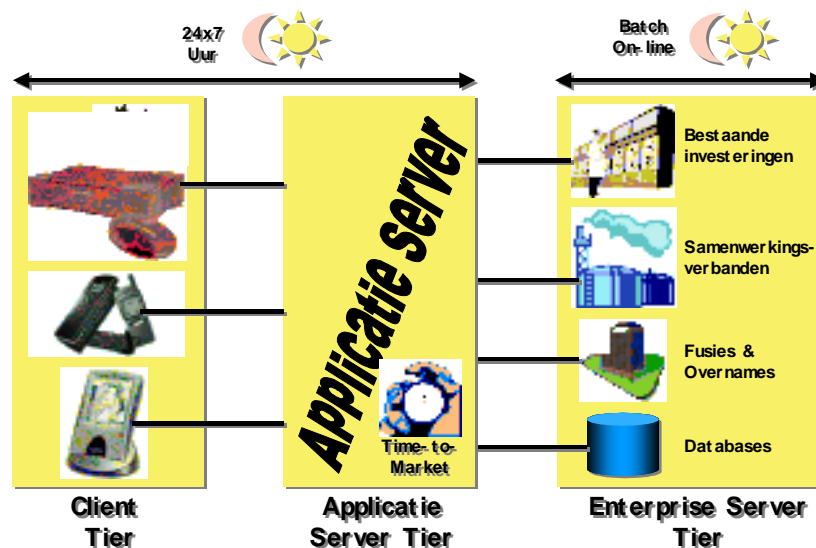 24x7
Uur
Batch
On-line
Bestaande
investeringen
Applicatie server
Samenwerkings-
verbanden
Fusies &
Overnames
Time-to-
Market
Databases
Client
Tier
Applicatie
Server Tier
Enterprise Server
Tier